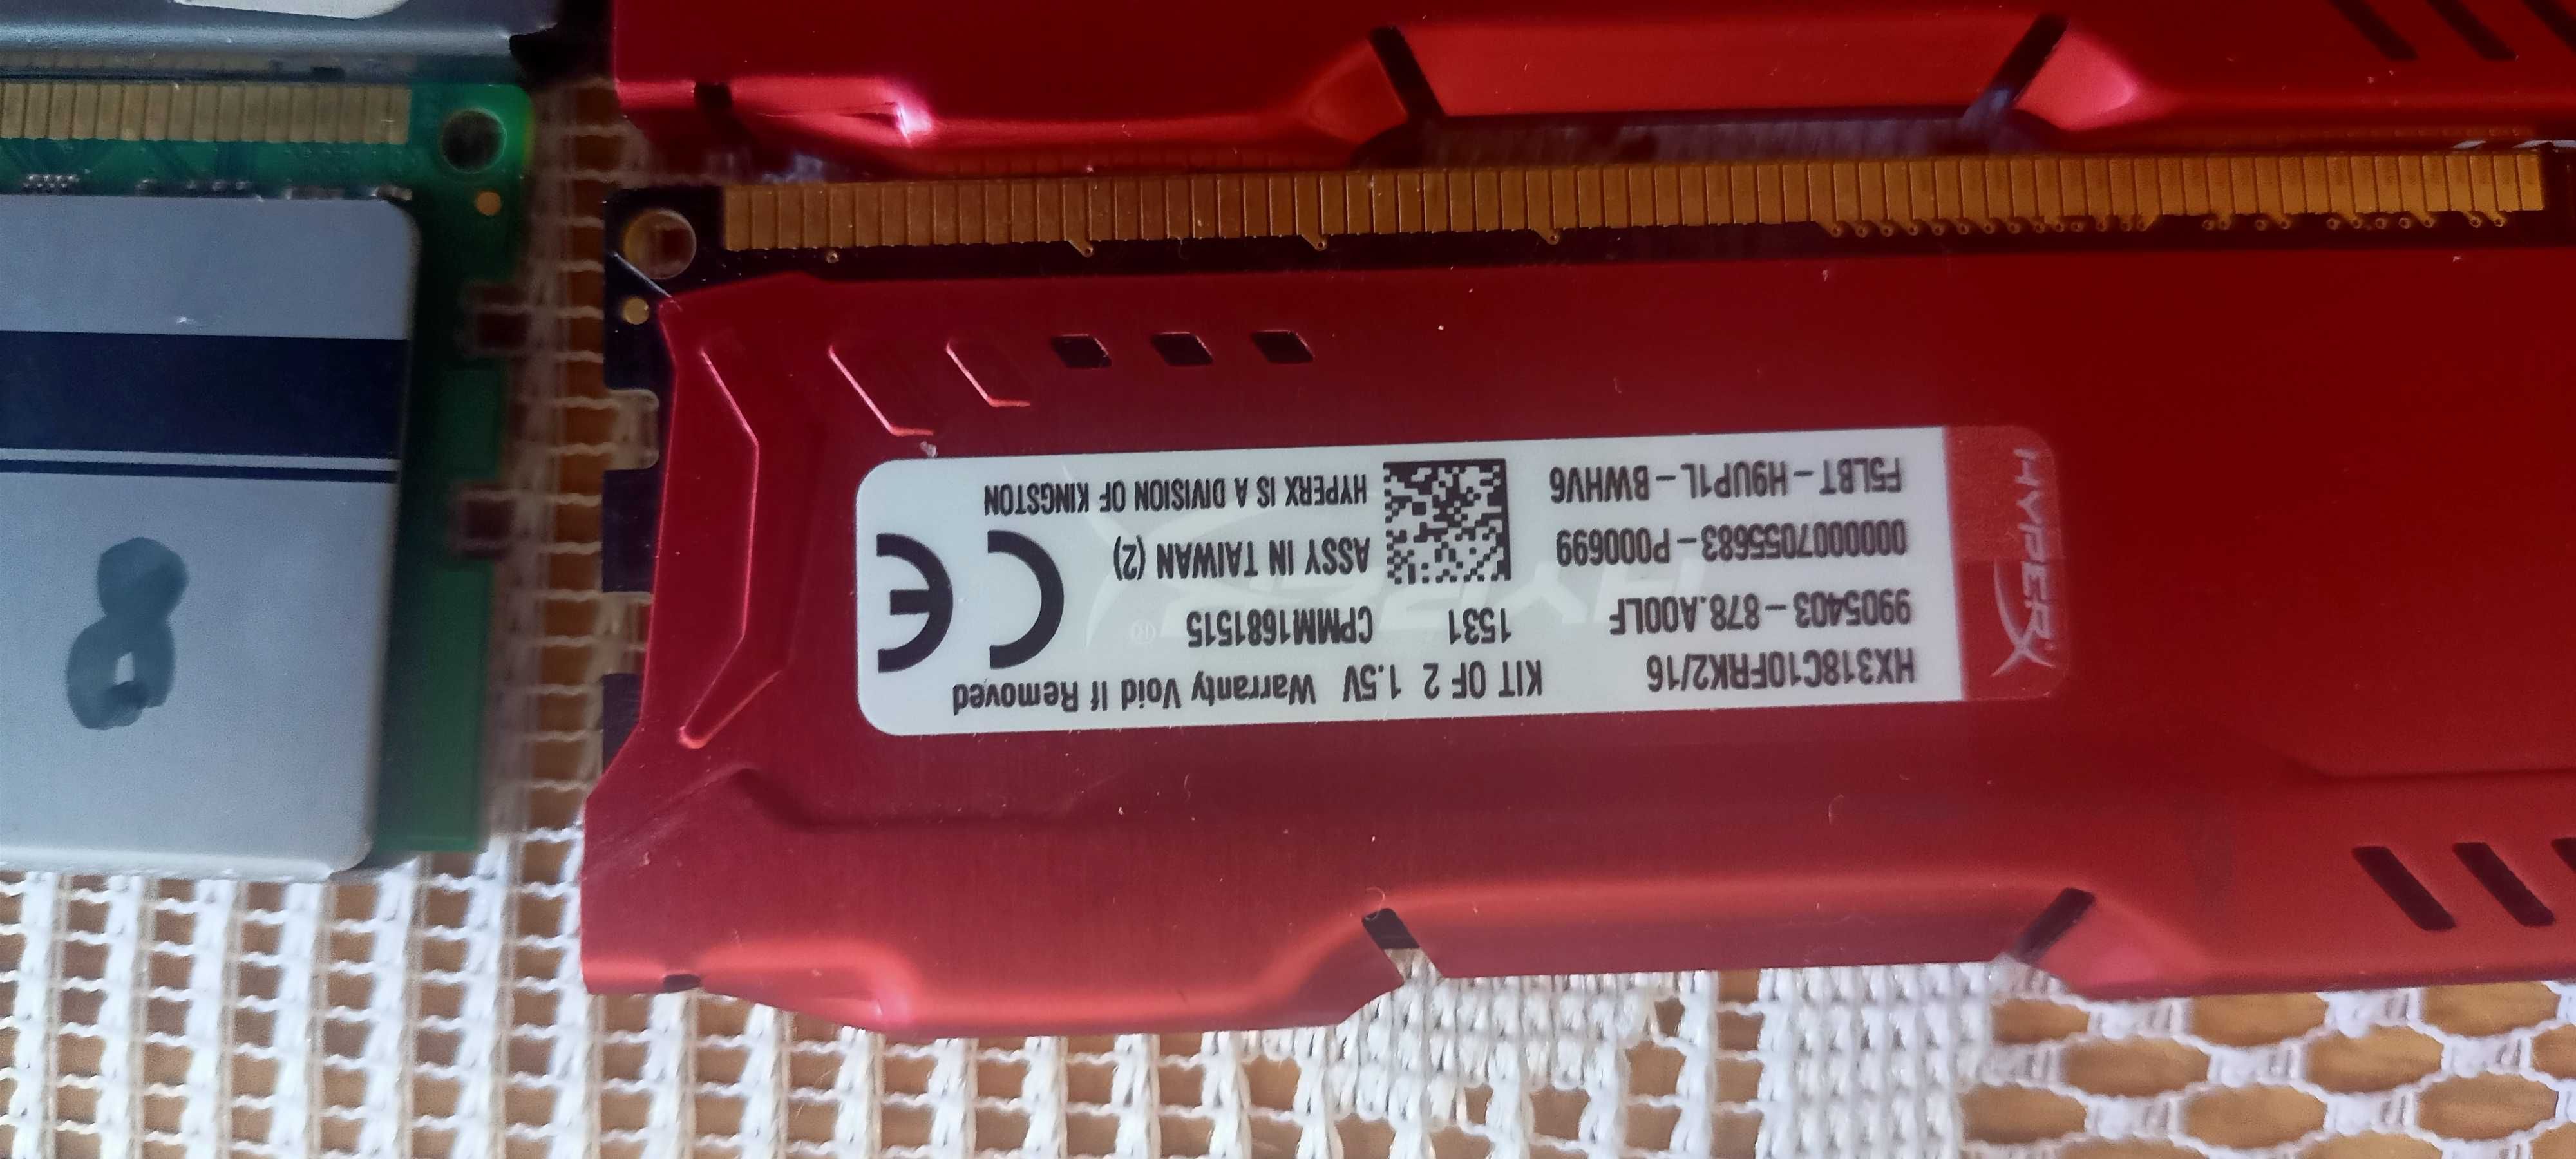 HYPERX
HX318C10FRK2/16 KIT OF 2 1.5V Warranty Void If Removed
9905403-878.A00LF 1531 CPMM1681515
0000007055683-P000699 ASSY IN TAIWAN (2)
F5LBT-H9UP1L-BWHV6 HYPERX IS A DIVISION OF KINGSTON
CE
8